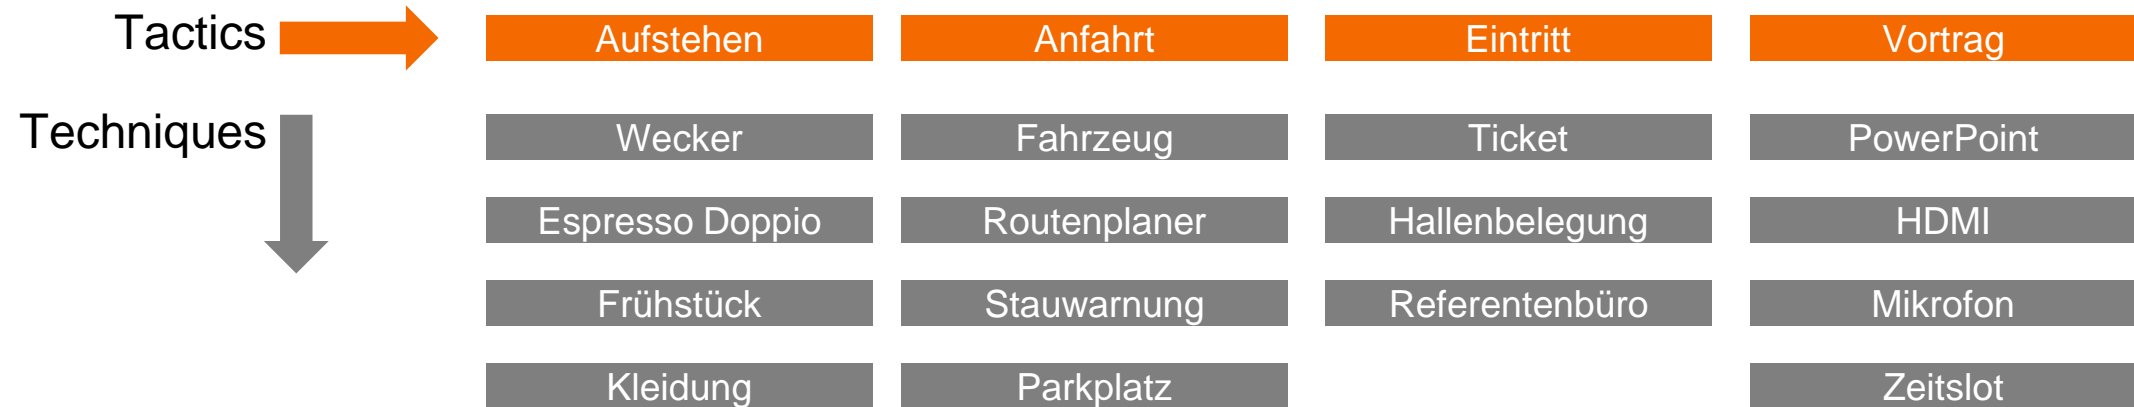 Tactics Aufstehen Anfahrt Eintritt Vortrag
Techniques Wecker Fahrzeug Ticket PowerPoint
Espresso Doppio Routenplaner Hallenbelegung HDMI
Frühstück Stauwarnung Referentenbüro Mikrofon
Kleidung Parkplatz Zeitslot